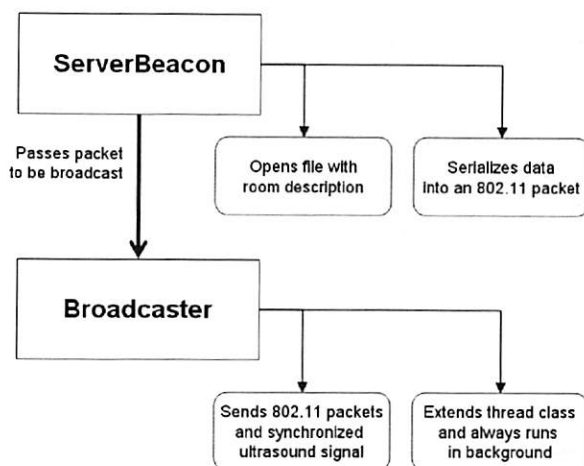 ServerBeacon
Passes packet
to be broadcast
Opens file with
room description
Serializes data
into an 802.11 packet
Broadcaster
Sends 802.11 packets
and synchronized
ultrasound signal
Extends thread class
and always runs
in background